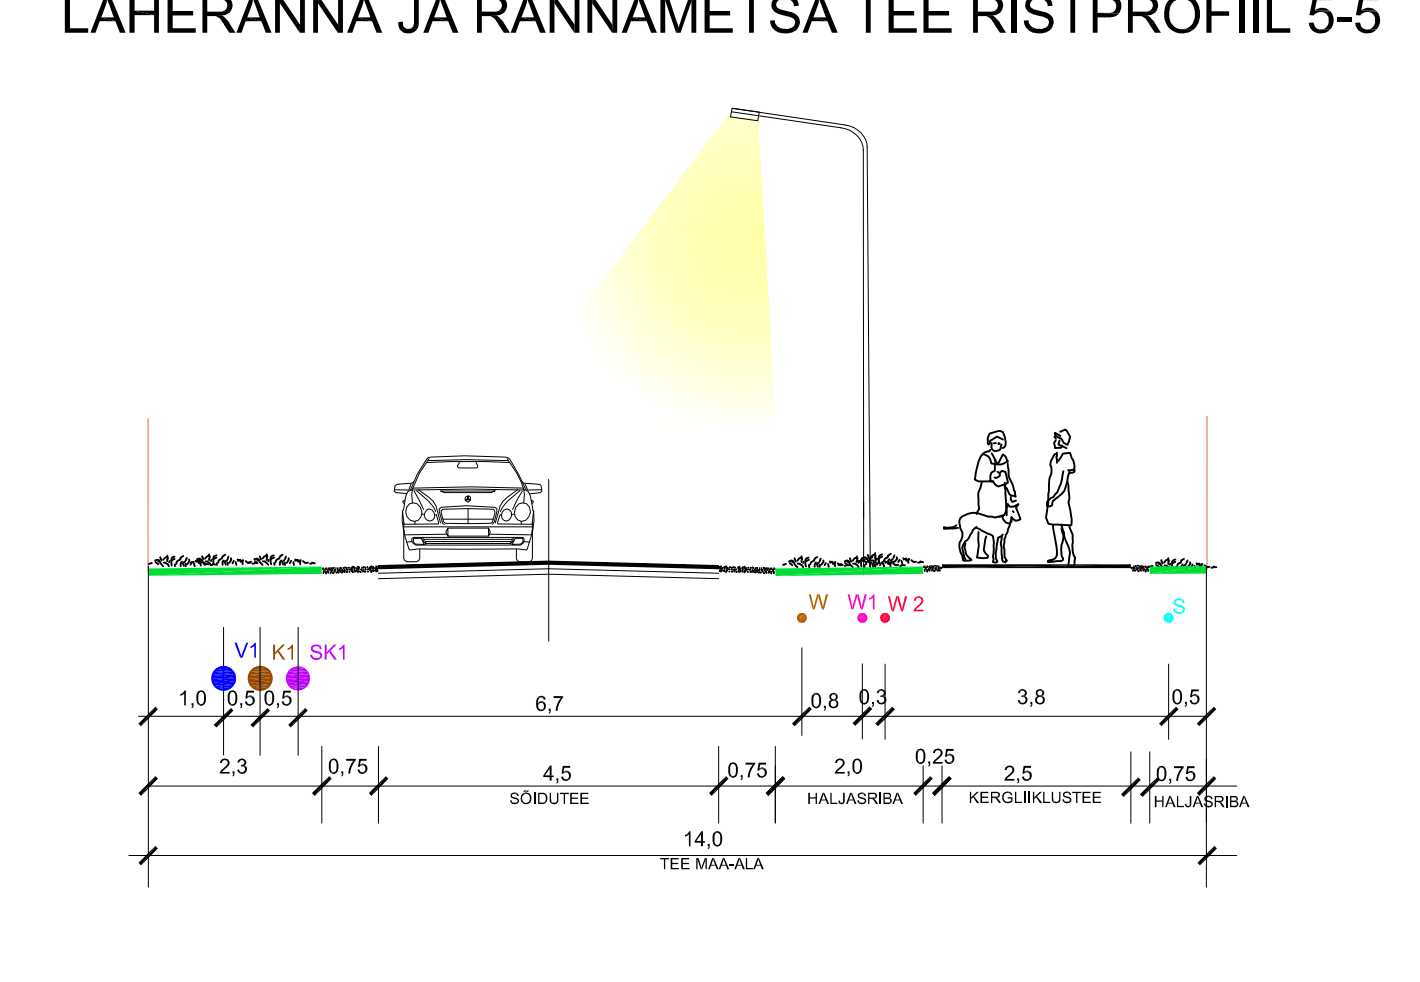 LAHERANNA JA RANNAMETSA TEE RISTPROFIIL 5-5
W W1 W 2 S
V1 K1 SK1
1,0 0,5 0,5 6,7 0,8 0,3 3,8 0,5
2,3 0,75 4,5 0,75 2,0 0,25 2,5 0,75
SÕIDUTEE HALJASRIBA KERGLIIKLUSTEE HALJASRIBA
14,0
TEE MAA-ALA